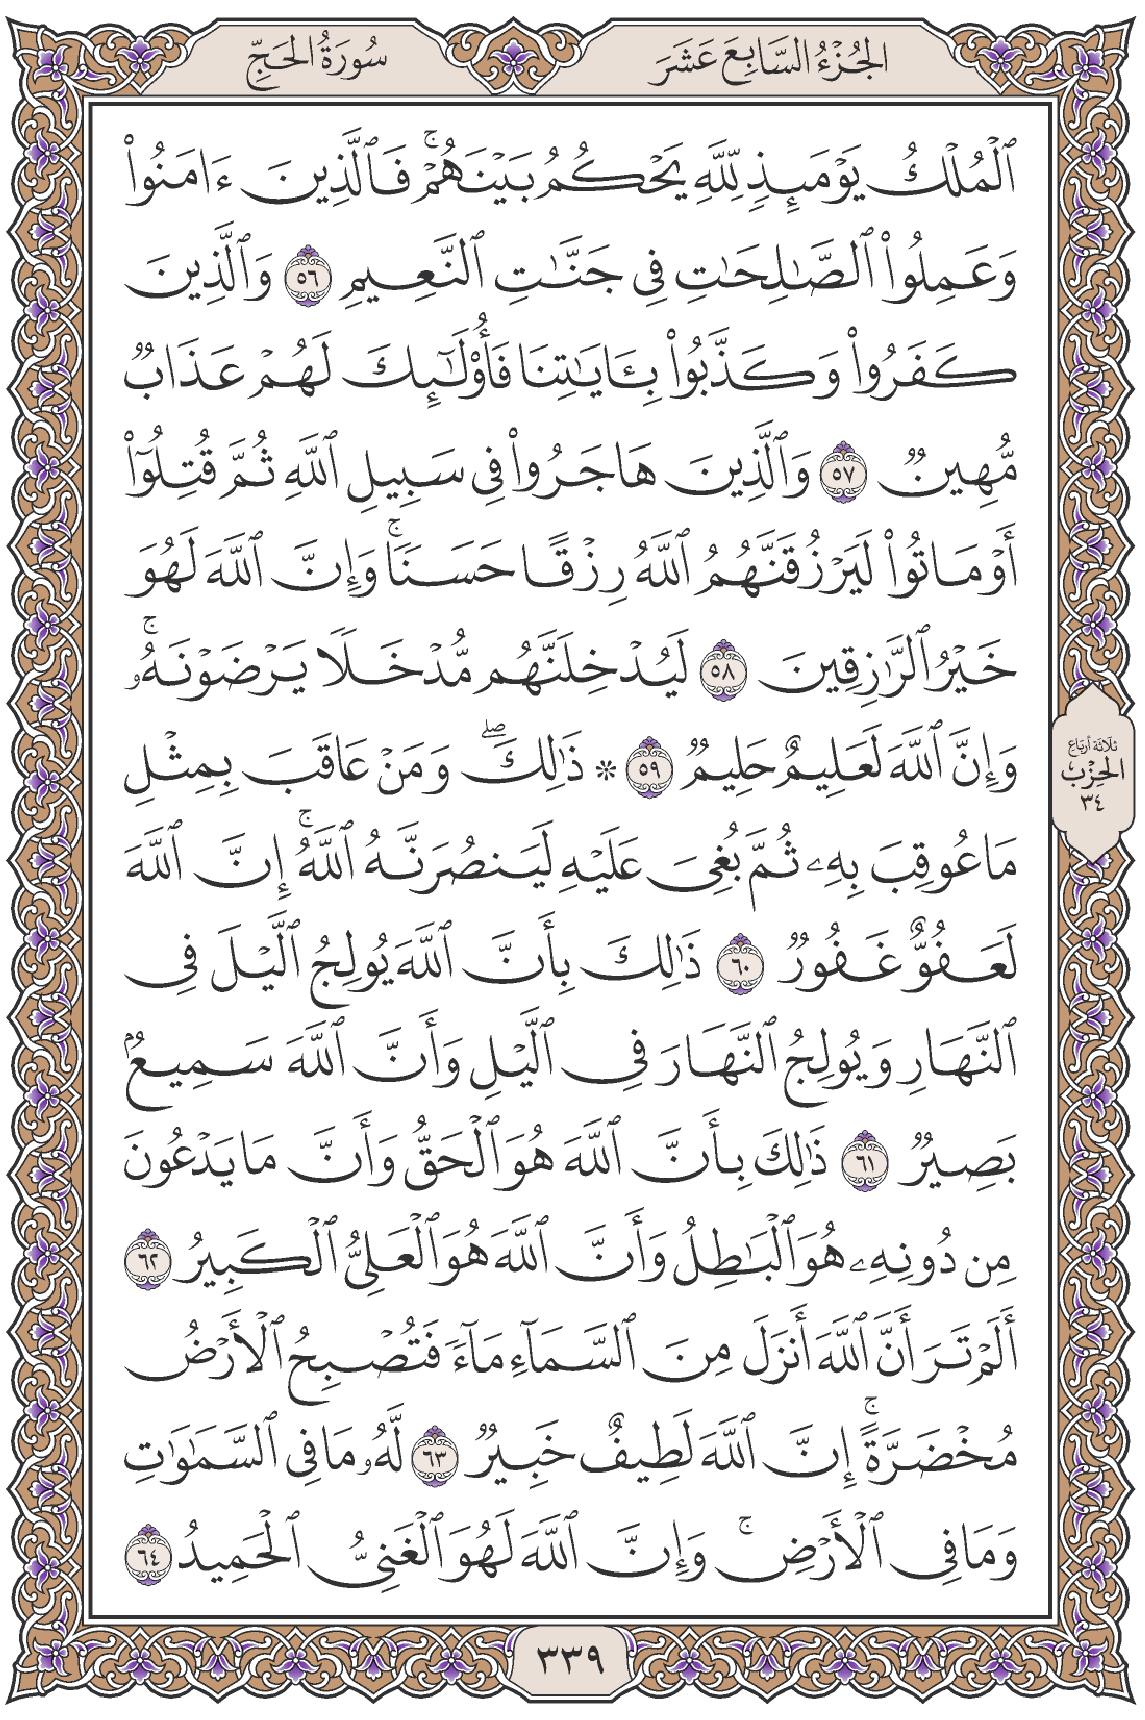 الجُزْءُ السَّابِعَ عَشَرَ
سُورَةُ الحَجِّ
ٱلْمُلْكُ يَوْمَئِذٍ لِّلَّهِ يَحْكُمُ بَيْنَهُمْۚ فَٱلَّذِينَ ءَامَنُوا۟
وَعَمِلُوا۟ ٱلصَّـٰلِحَـٰتِ فِى جَنَّـٰتِ ٱلنَّعِيمِ ٥٦ وَٱلَّذِينَ
كَفَرُوا۟ وَكَذَّبُوا۟ بِـَٔايَـٰتِنَا فَأُو۟لَـٰٓئِكَ لَهُمْ عَذَابٌ
مُّهِينٌ ٥٧ وَٱلَّذِينَ هَاجَرُوا۟ فِى سَبِيلِ ٱللَّهِ ثُمَّ قُتِلُوٓا۟
أَوْ مَاتُوا۟ لَيَرْزُقَنَّهُمُ ٱللَّهُ رِزْقًا حَسَنًاۚ وَإِنَّ ٱللَّهَ لَهُوَ
خَيْرُ ٱلرَّٰزِقِينَ ٥٨ لَيُدْخِلَنَّهُم مُّدْخَلًا يَرْضَوْنَهُۥۚ
وَإِنَّ ٱللَّهَ لَعَلِيمٌ حَلِيمٌ ٥٩ ۞ ذَٰلِكَۖ وَمَنْ عَاقَبَ بِمِثْلِ
مَا عُوقِبَ بِهِۦ ثُمَّ بُغِىَ عَلَيْهِ لَيَنصُرَنَّهُ ٱللَّهُۚ إِنَّ ٱللَّهَ
لَعَفُوٌّ غَفُورٌ ٦٠ ذَٰلِكَ بِأَنَّ ٱللَّهَ يُولِجُ ٱلَّيْلَ فِى
ٱلنَّهَارِ وَيُولِجُ ٱلنَّهَارَ فِى ٱلَّيْلِ وَأَنَّ ٱللَّهَ سَمِيعٌۢ
بَصِيرٌ ٦١ ذَٰلِكَ بِأَنَّ ٱللَّهَ هُوَ ٱلْحَقُّ وَأَنَّ مَا يَدْعُونَ
مِن دُونِهِۦ هُوَ ٱلْبَـٰطِلُ وَأَنَّ ٱللَّهَ هُوَ ٱلْعَلِىُّ ٱلْكَبِيرُ ٦٢
أَلَمْ تَرَ أَنَّ ٱللَّهَ أَنزَلَ مِنَ ٱلسَّمَآءِ مَآءً فَتُصْبِحُ ٱلْأَرْضُ
مُخْضَرَّةًۚ إِنَّ ٱللَّهَ لَطِيفٌ خَبِيرٌ ٦٣ لَّهُۥ مَا فِى ٱلسَّمَـٰوَٰتِ
وَمَا فِى ٱلْأَرْضِۚ وَإِنَّ ٱللَّهَ لَهُوَ ٱلْغَنِىُّ ٱلْحَمِيدُ ٦٤
ثلاثة أرباع
الحِزْب
٣٤
٣٣٩